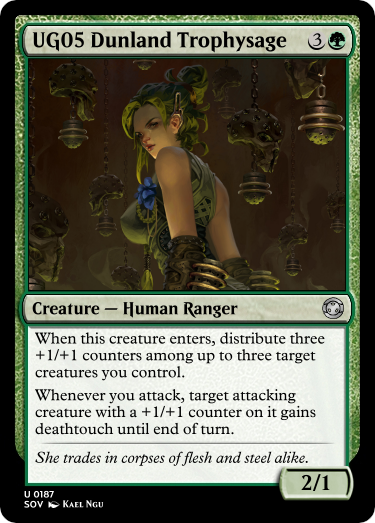 UG05 Dunland Trophysage 3
Creature — Human Ranger
When this creature enters, distribute three
+1/+1 counters among up to three target
creatures you control.
Whenever you attack, target attacking
creature with a +1/+1 counter on it gains
deathtouch until end of turn.
She trades in corpses of flesh and steel alike.
2/1
U 0187
SOV Kael Ngu